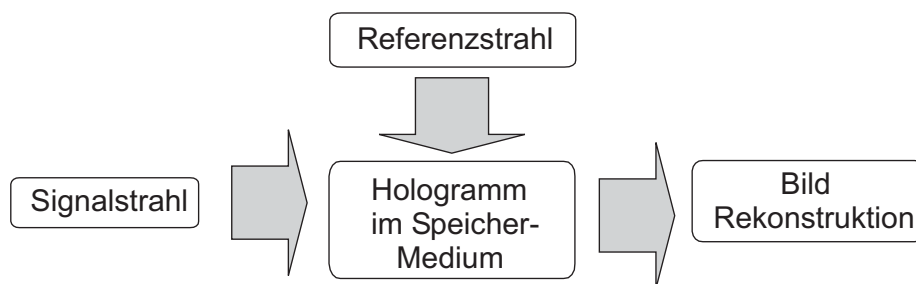 Referenzstrahl
Signalstrahl
Hologramm
im Speicher-
Medium
Bild
Rekonstruktion